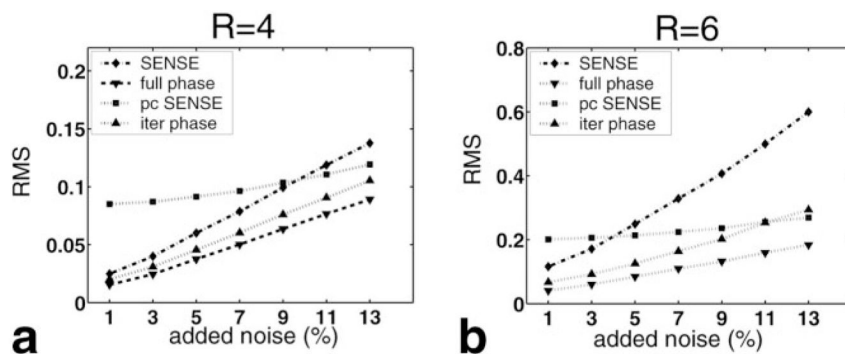 R=4
0.2
0.15
0.1
0.05
0
RMS
SENSE
full phase
pc SENSE
iter phase
1 3 5 7 9 11 13
added noise (%)
a
R=6
0.8
0.6
0.4
0.2
0
RMS
SENSE
full phase
pc SENSE
iter phase
1 3 5 7 9 11 13
added noise (%)
b